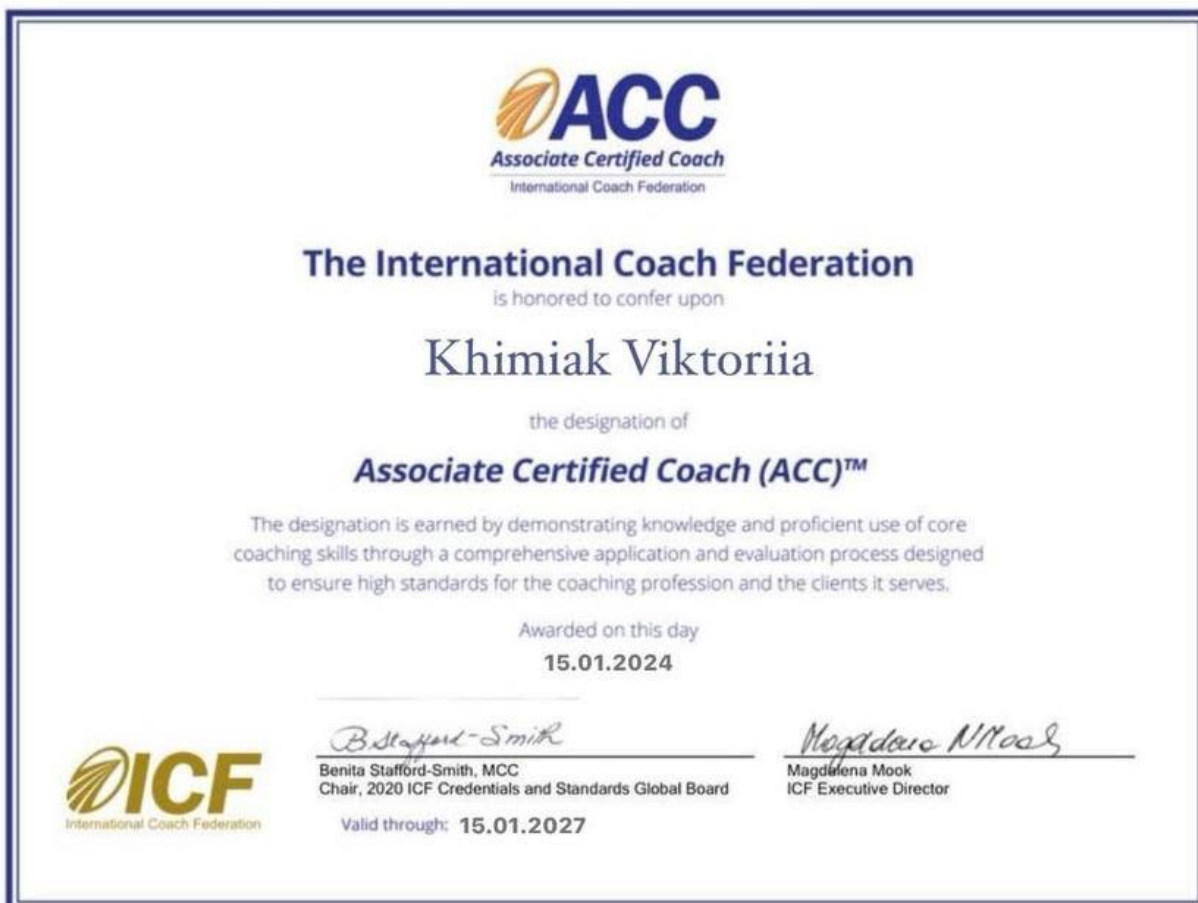 ACC
Associate Certified Coach
International Coach Federation
The International Coach Federation
is honored to confer upon
Khimiak Viktoriia
the designation of
Associate Certified Coach (ACC)™
The designation is earned by demonstrating knowledge and proficient use of core
coaching skills through a comprehensive application and evaluation process designed
to ensure high standards for the coaching profession and the clients it serves.
Awarded on this day
15.01.2024
B Stafford-Smith
Magdalena N Mook
Benita Stafford-Smith, MCC
Chair, 2020 ICF Credentials and Standards Global Board
Magdalena Mook
ICF Executive Director
ICF
International Coach Federation
Valid through: 15.01.2027